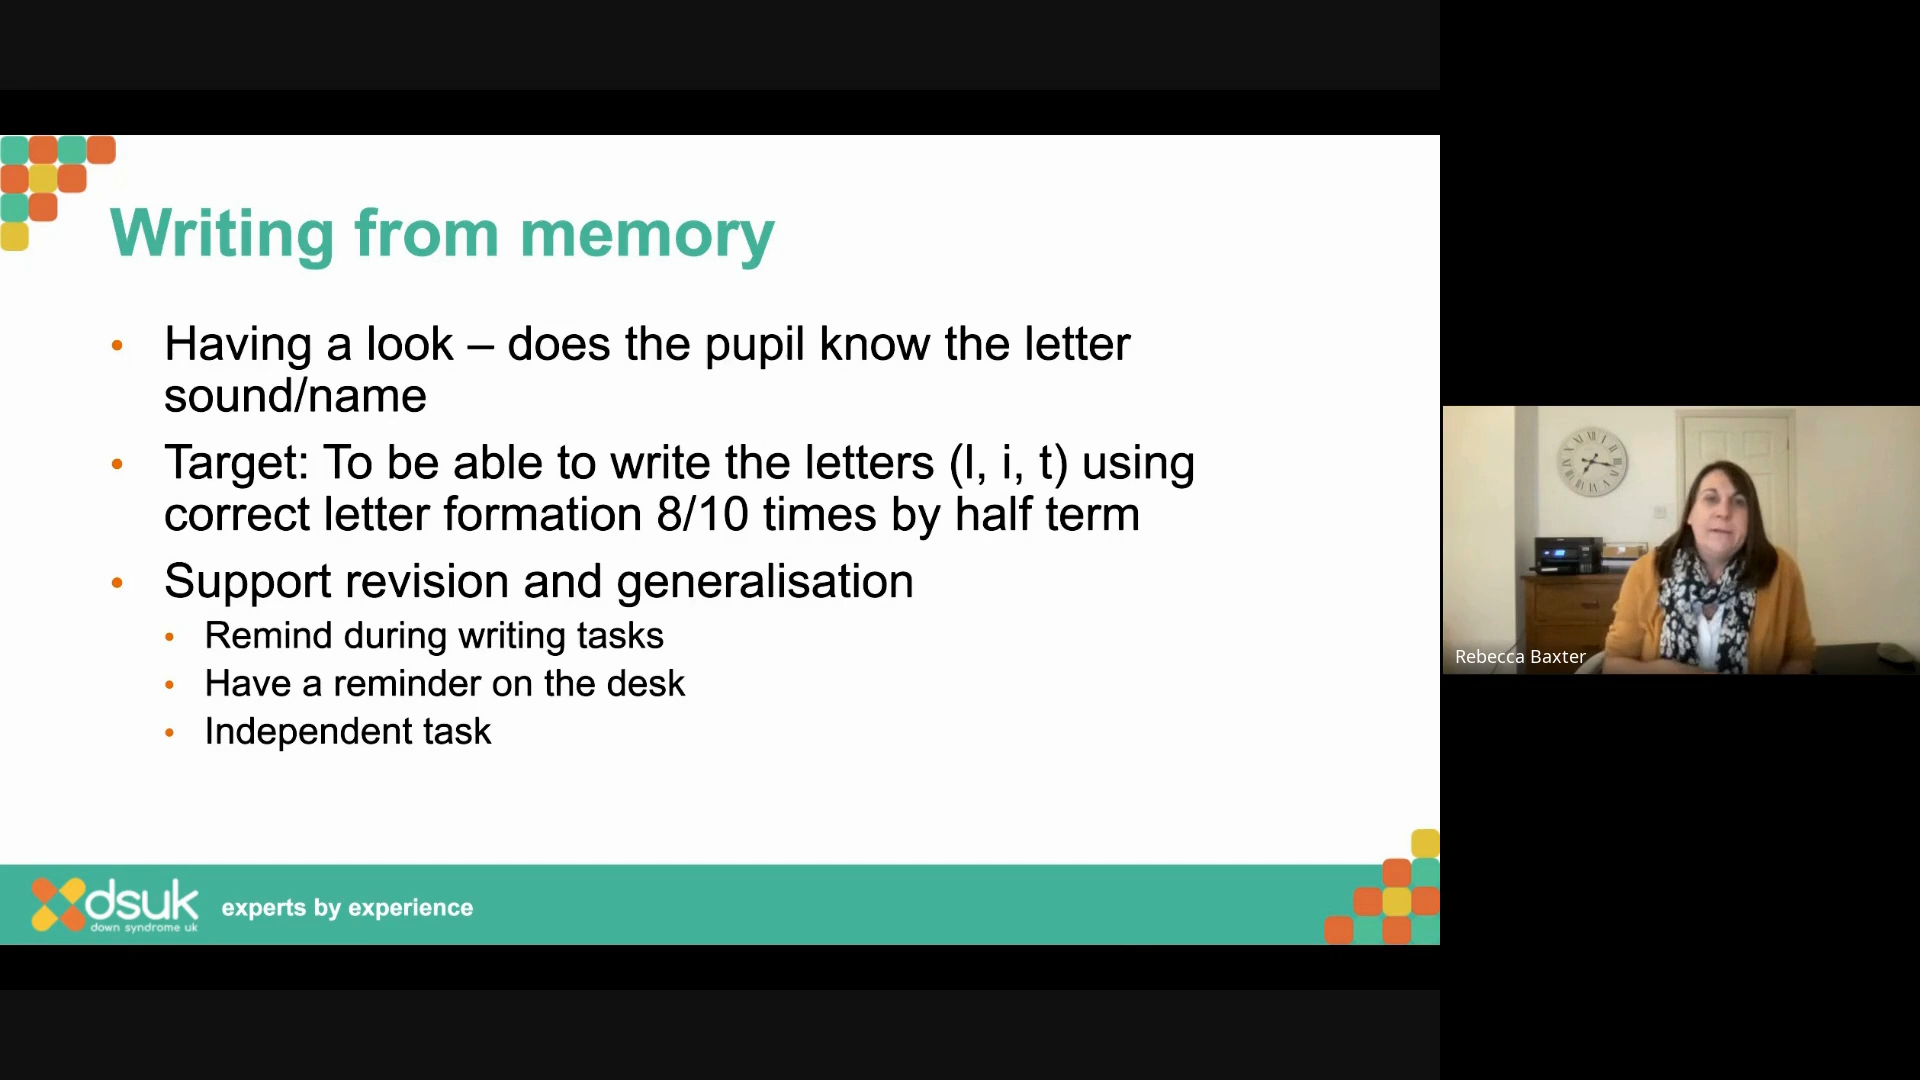 Writing from memory
• Having a look – does the pupil know the letter
sound/name
• Target: To be able to write the letters (l, i, t) using
correct letter formation 8/10 times by half term
• Support revision and generalisation
• Remind during writing tasks
• Have a reminder on the desk
• Independent task
dsuk
down syndrome uk
experts by experience
Rebecca Baxter